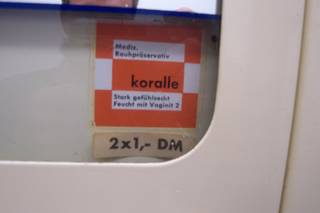 Mediz.
Rauhpräservativ
koralle
Stark gefühlsecht
Feucht mit Vaginit 2
2x1,- DM